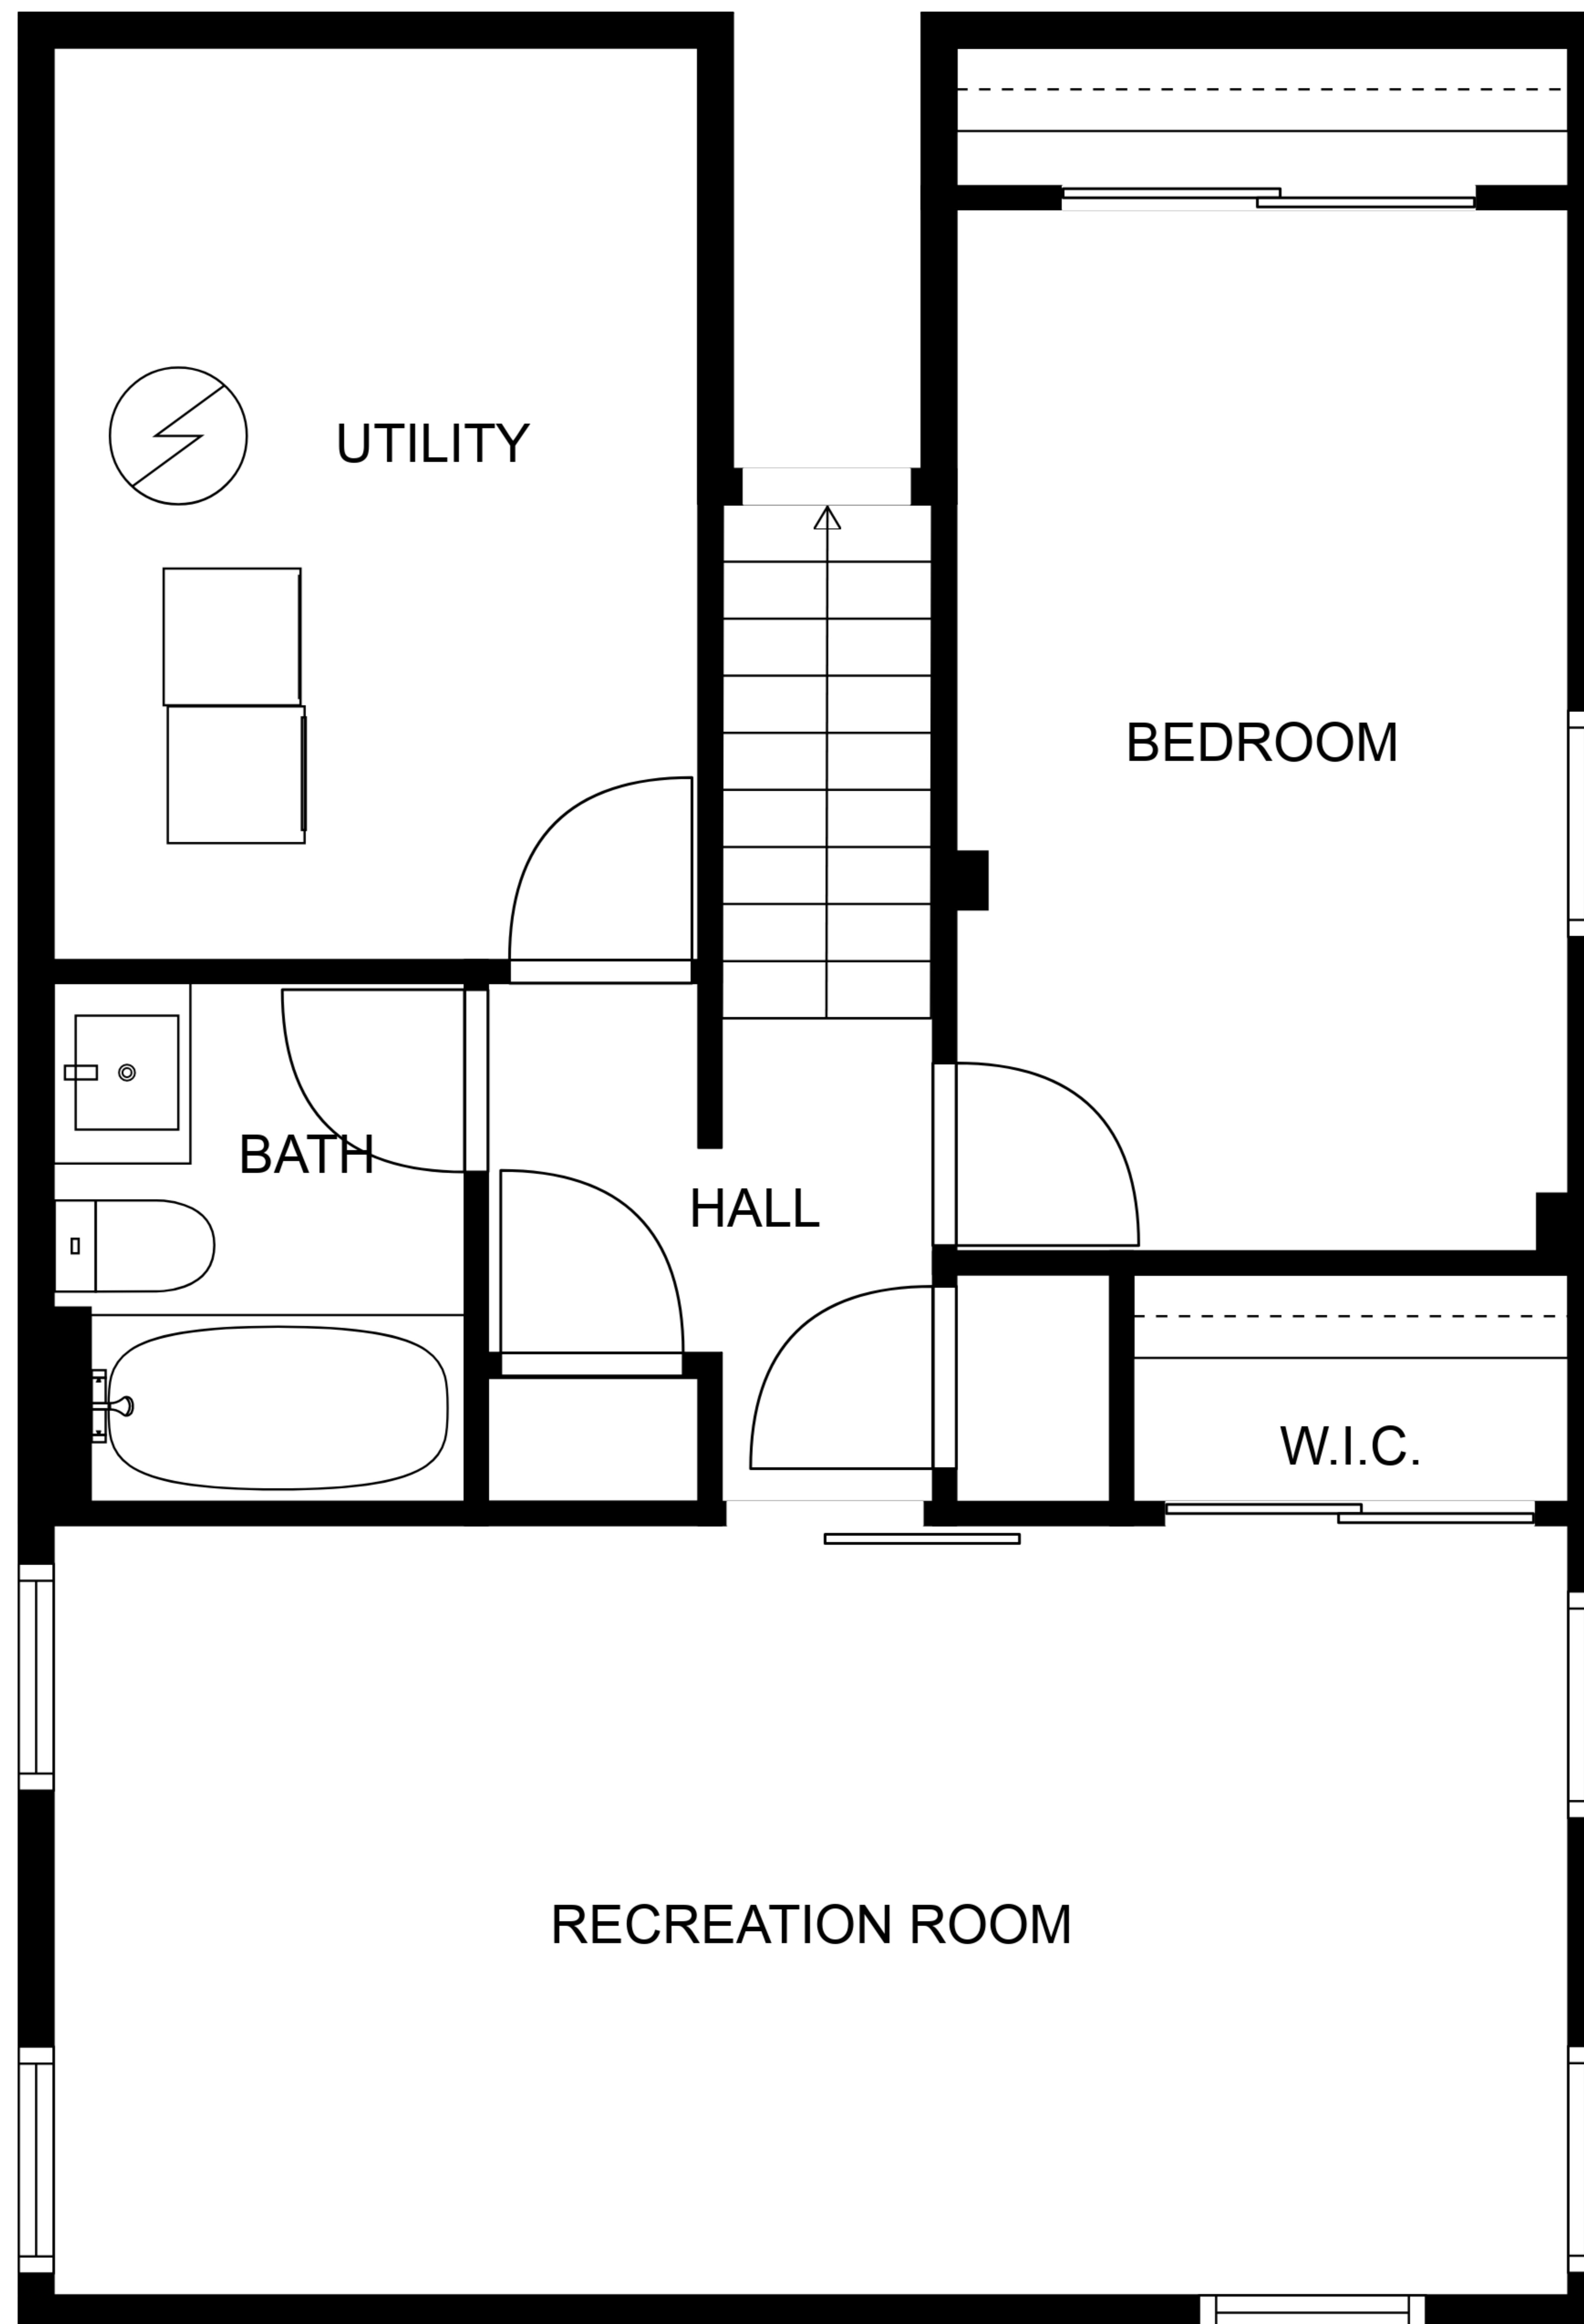 UTILITY
BEDROOM
BATH
HALL
W.I.C.
RECREATION ROOM